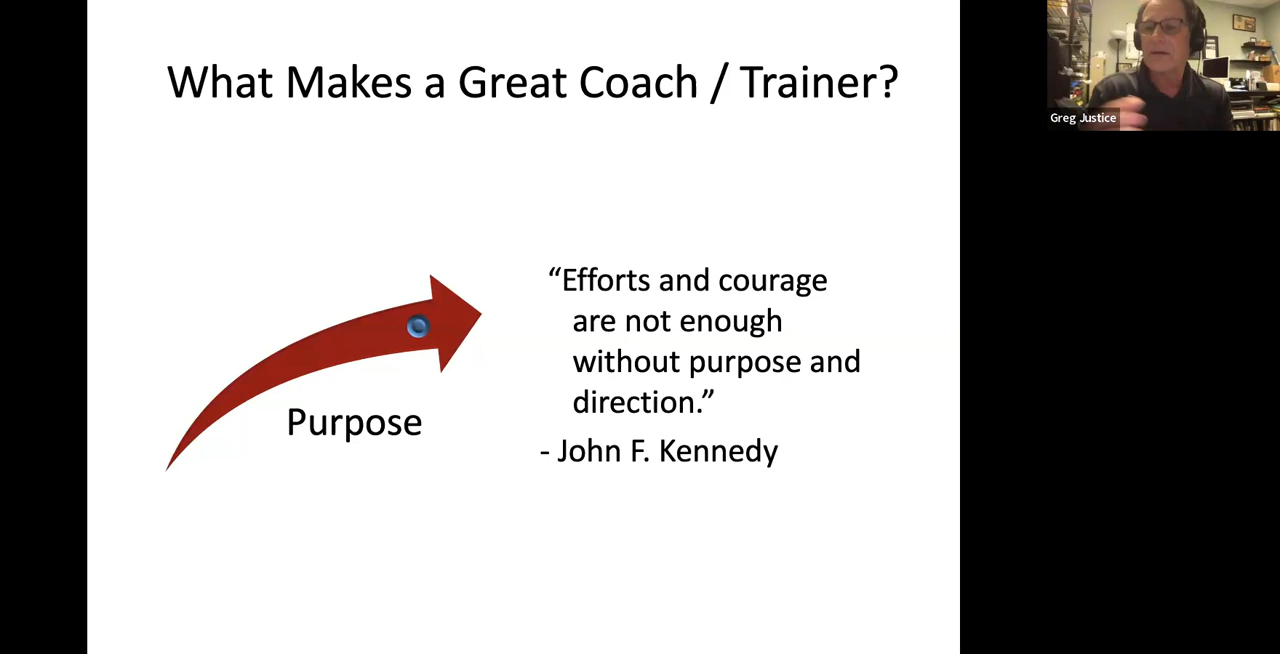 What Makes a Great Coach / Trainer?
Greg Justice
“Efforts and courage
are not enough
without purpose and
direction.”
- John F. Kennedy
Purpose